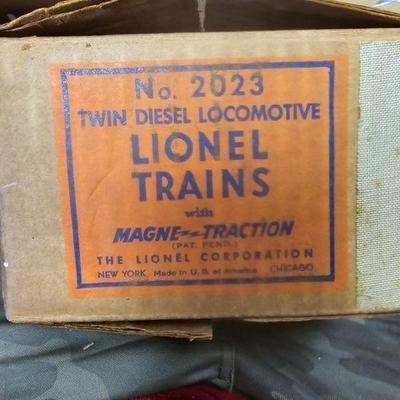 No. 2023
TWIN DIESEL LOCOMOTIVE
LIONEL
TRAINS
with
MAGNE-TRACTION
(PAT. PEND.)
THE LIONEL CORPORATION
NEW YORK Made in U. S. of America CHICAGO